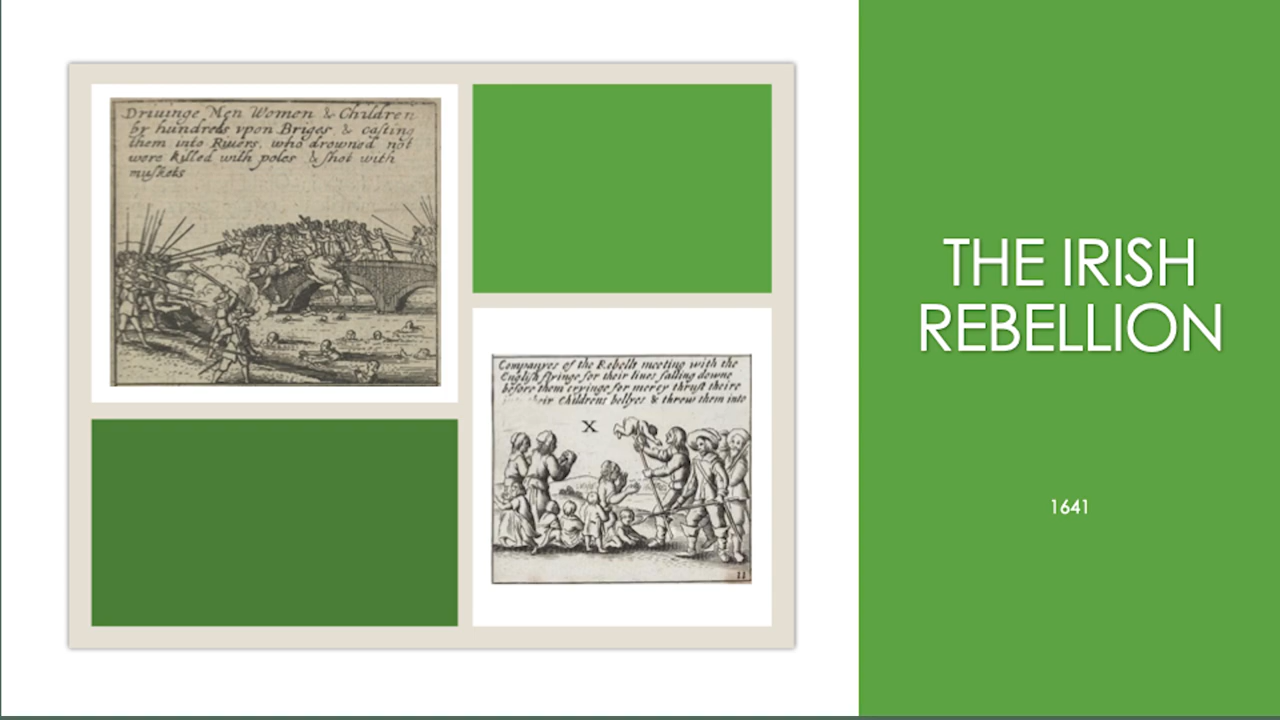 Driuinge Men Women & Children
by hundreds vpon Briges & casting
them into Riuers, who drowned not
were killed with poles & shot with
muskets
Companyes of the Rebells meeting with the
English flyinge for their liues falling downe
before them cryinge for mercy thrust theire
their Childrens bellyes & threw them into
X
11
THE IRISH
REBELLION
1641